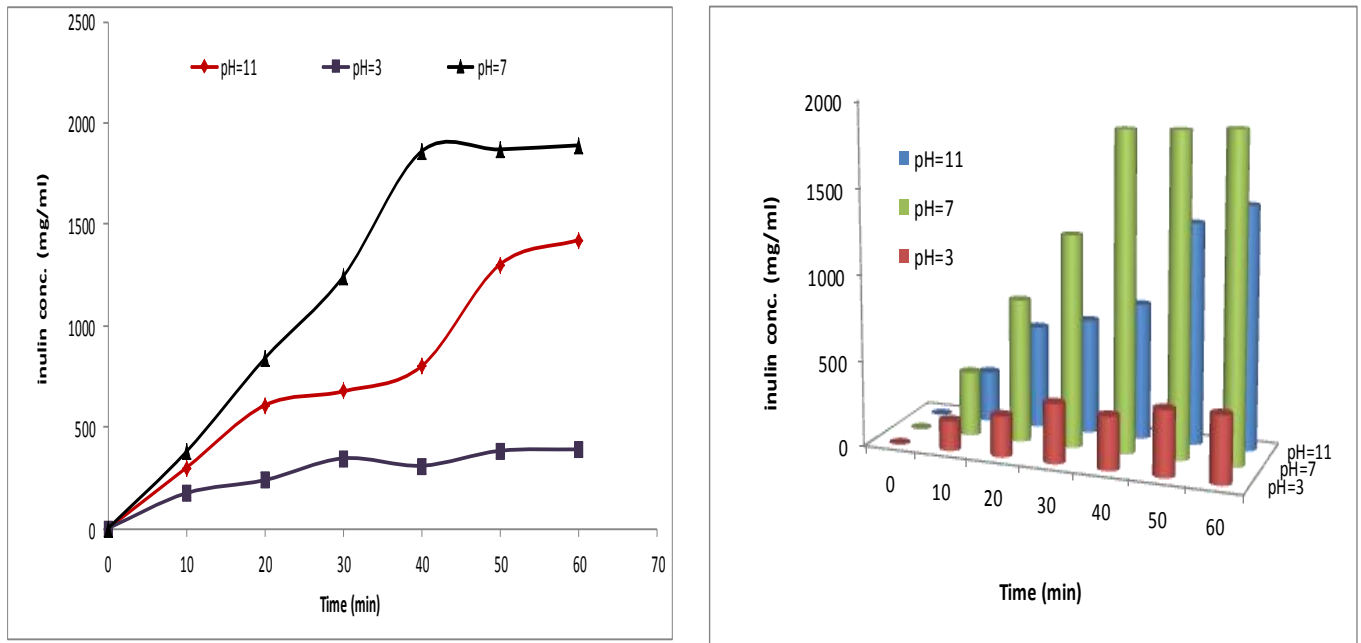 2500
2000
1500
1000
500
0
pH=11 pH=3 pH=7
inulin conc. (mg/ml)
0 10 20 30 40 50 60 70
Time (min)
2000
1500
1000
500
0
pH=11
pH=7
pH=3
inulin conc. (mg/ml)
0 10 20 30 40 50 60
pH=11
pH=7
pH=3
Time (min)